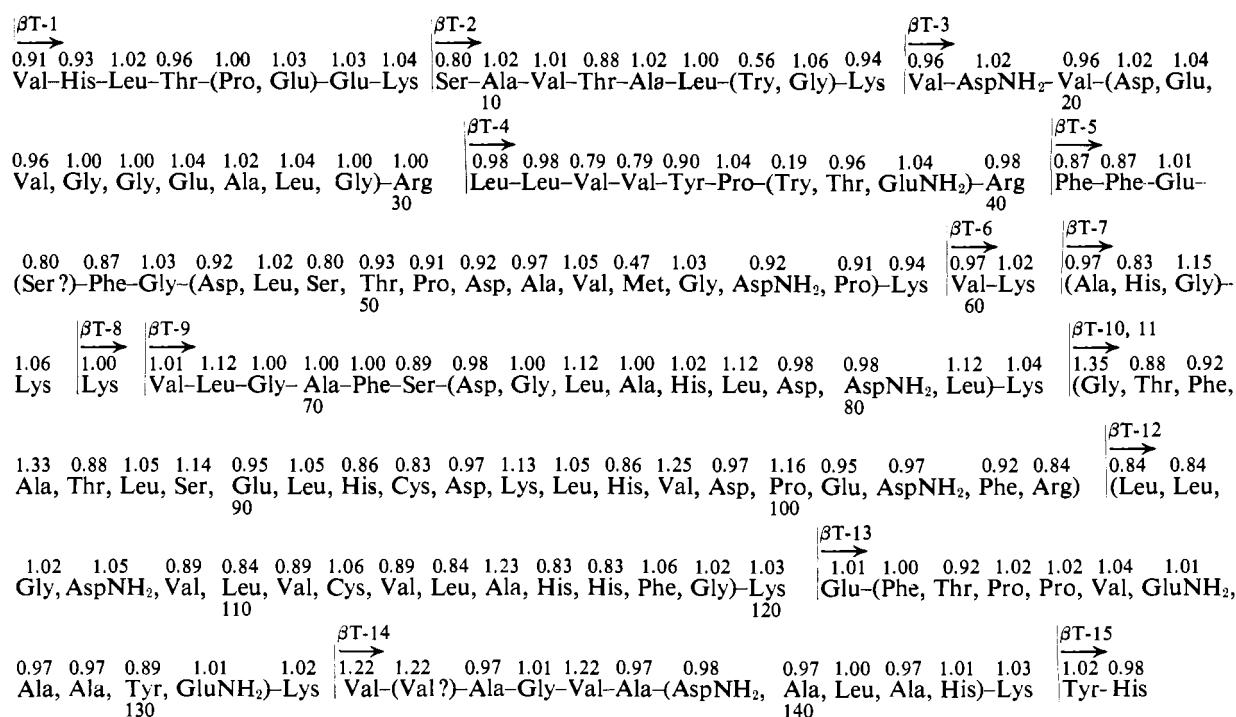 βT-1 βT-2 βT-3
0.91 0.93 1.02 0.96 1.00 1.03 1.03 1.04 0.80 1.02 1.01 0.88 1.02 1.00 0.56 1.06 0.94 0.96 1.02 0.96 1.02 1.04
Val–His–Leu–Thr–(Pro, Glu)–Glu–Lys Ser–Ala–Val–Thr–Ala–Leu–(Try, Gly)–Lys Val–AspNH₂–Val–(Asp, Glu,
10 20
βT-4 βT-5
0.96 1.00 1.00 1.04 1.02 1.04 1.00 1.00 0.98 0.98 0.79 0.79 0.90 1.04 0.19 0.96 1.04 0.98 0.87 0.87 1.01
Val, Gly, Gly, Glu, Ala, Leu, Gly)–Arg Leu–Leu–Val–Val–Tyr–Pro–(Try, Thr, GluNH₂)–Arg Phe–Phe–Glu–
30 40
βT-6 βT-7
0.80 0.87 1.03 0.92 1.02 0.80 0.93 0.91 0.92 0.97 1.05 0.47 1.03 0.92 0.91 0.94 0.97 1.02 0.97 0.83 1.15
(Ser?)–Phe–Gly–(Asp, Leu, Ser, Thr, Pro, Asp, Ala, Val, Met, Gly, AspNH₂, Pro)–Lys Val–Lys (Ala, His, Gly)–
50 60
βT-8 βT-9 βT-10, 11
1.06 1.00 1.01 1.12 1.00 1.00 1.00 0.89 0.98 1.00 1.12 1.00 1.02 1.12 0.98 0.98 1.12 1.04 1.35 0.88 0.92
Lys Lys Val–Leu–Gly–Ala–Phe–Ser–(Asp, Gly, Leu, Ala, His, Leu, Asp, AspNH₂, Leu)–Lys (Gly, Thr, Phe,
70 80
βT-12
1.33 0.88 1.05 1.14 0.95 1.05 0.86 0.83 0.97 1.13 1.05 0.86 1.25 0.97 1.16 0.95 0.97 0.92 0.84 0.84 0.84
Ala, Thr, Leu, Ser, Glu, Leu, His, Cys, Asp, Lys, Leu, His, Val, Asp, Pro, Glu, AspNH₂, Phe, Arg) (Leu, Leu,
90 100
βT-13
1.02 1.05 0.89 0.84 0.89 1.06 0.89 0.84 1.23 0.83 0.83 1.06 1.02 1.03 1.01 1.00 0.92 1.02 1.02 1.04 1.01
Gly, AspNH₂, Val, Leu, Val, Cys, Val, Leu, Ala, His, His, Phe, Gly)–Lys Glu–(Phe, Thr, Pro, Pro, Val, GluNH₂,
110 120
βT-14 βT-15
0.97 0.97 0.89 1.01 1.02 1.22 1.22 0.97 1.01 1.22 0.97 0.98 0.97 1.00 0.97 1.01 1.03 1.02 0.98
Ala, Ala, Tyr, GluNH₂)–Lys Val–(Val?)–Ala–Gly–Val–Ala–(AspNH₂, Ala, Leu, Ala, His)–Lys Tyr–His
130 140